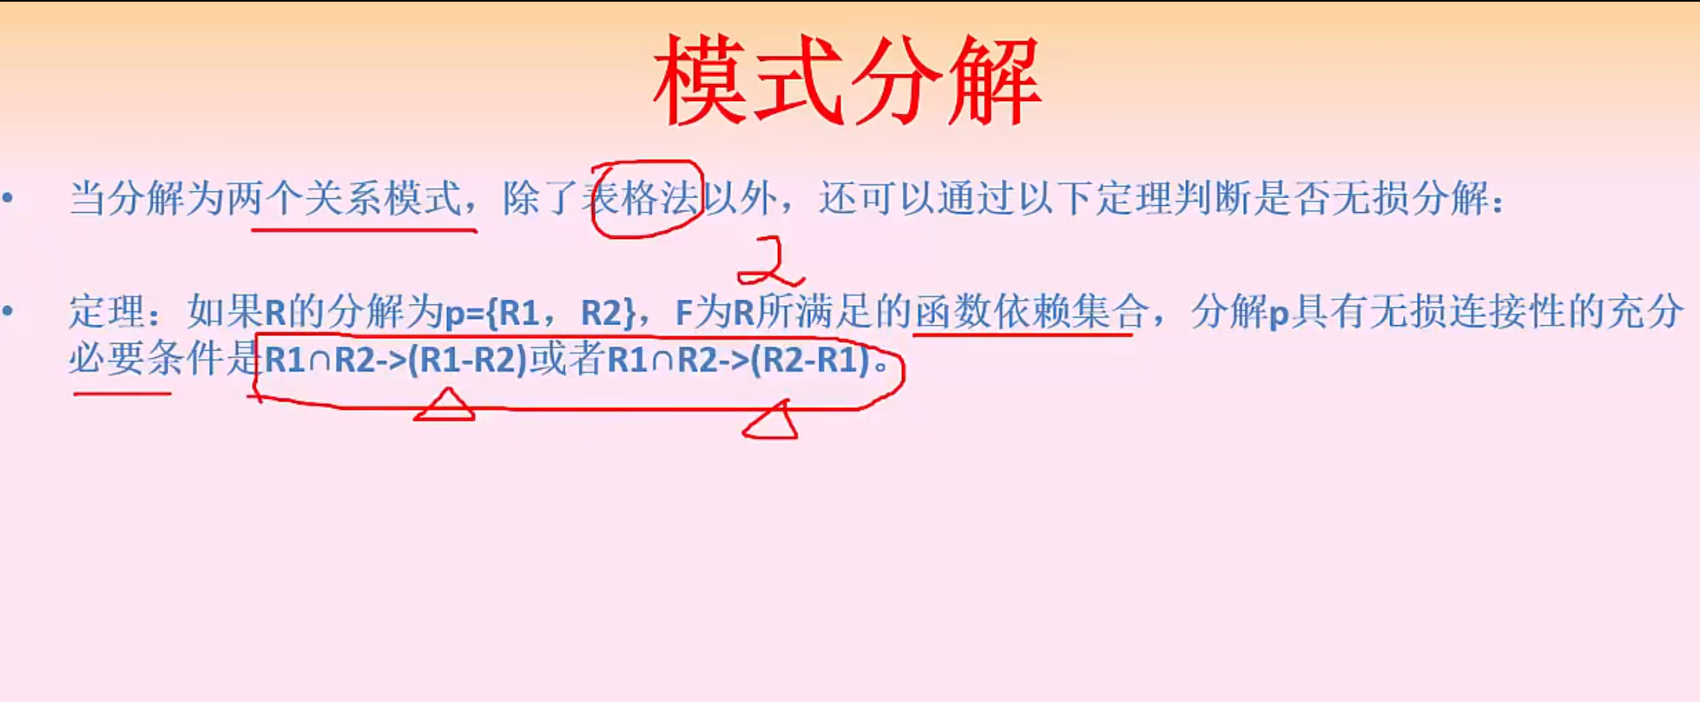 模式分解
• 当分解为两个关系模式，除了表格法以外，还可以通过以下定理判断是否无损分解：
2
• 定理：如果R的分解为p={R1，R2}，F为R所满足的函数依赖集合，分解p具有无损连接性的充分
必要条件是R1∩R2->(R1-R2)或者R1∩R2->(R2-R1)。